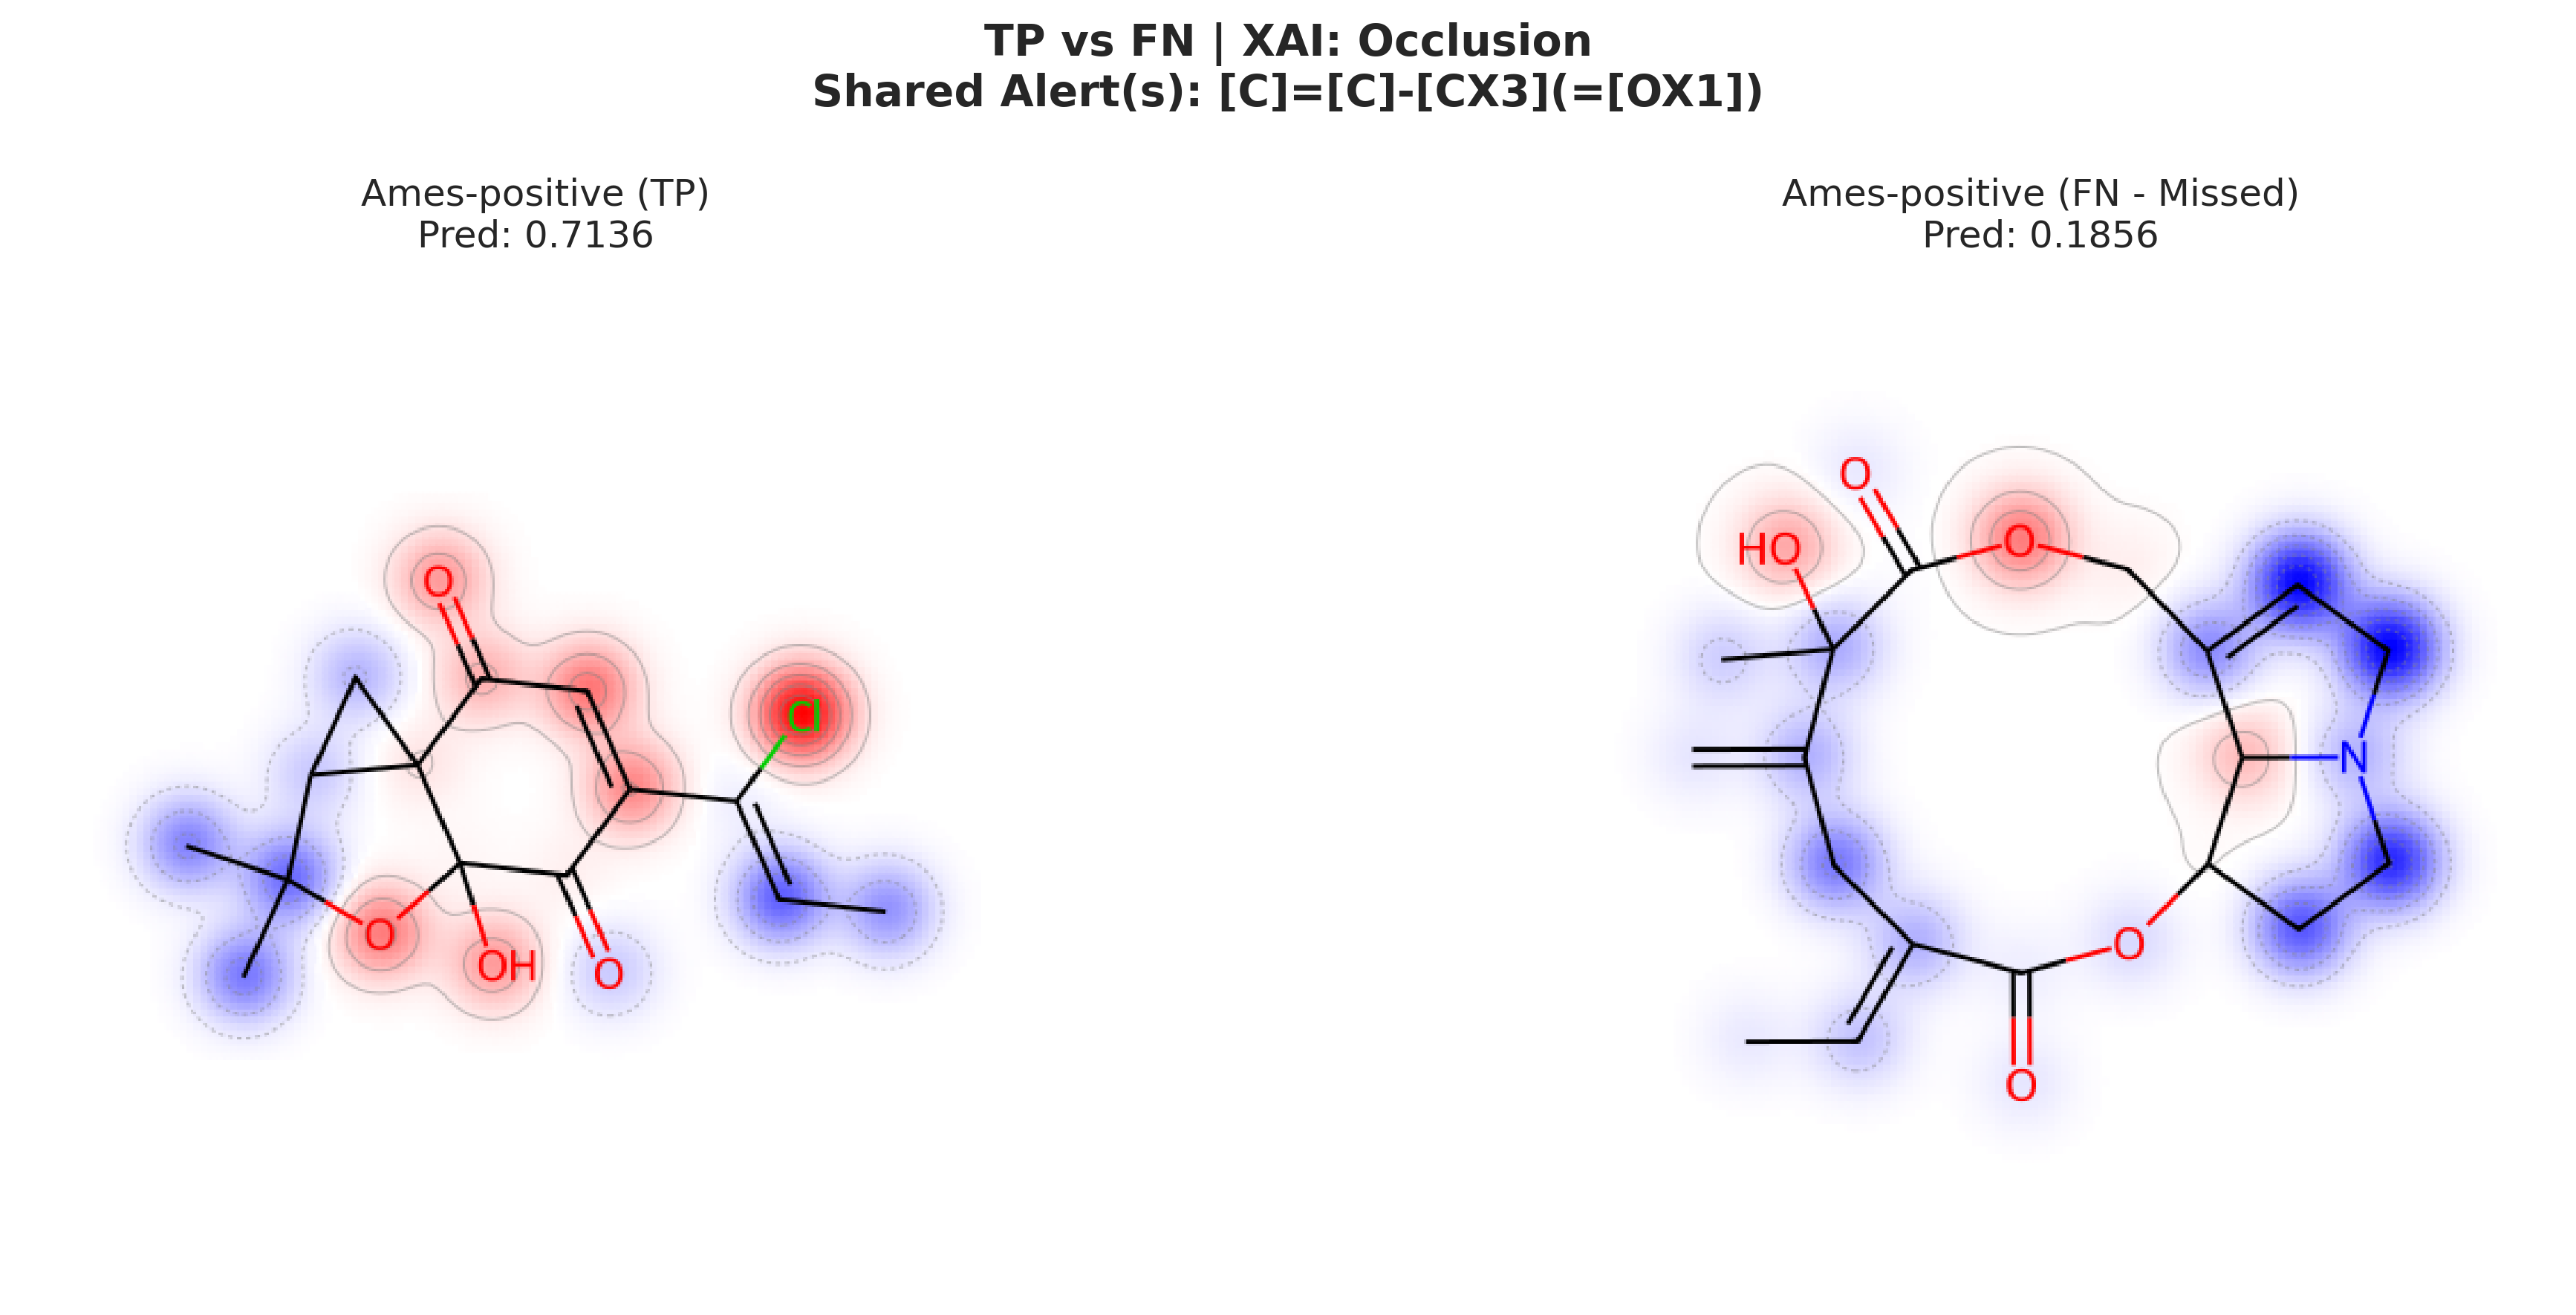 TP vs FN | XAI: Occlusion
Shared Alert(s): [C]=[C]-[CX3](=[OX1])
Ames-positive (TP)
Pred: 0.7136
Ames-positive (FN - Missed)
Pred: 0.1856
O
Cl
O
OH
O
O
HO
O
N
O
O